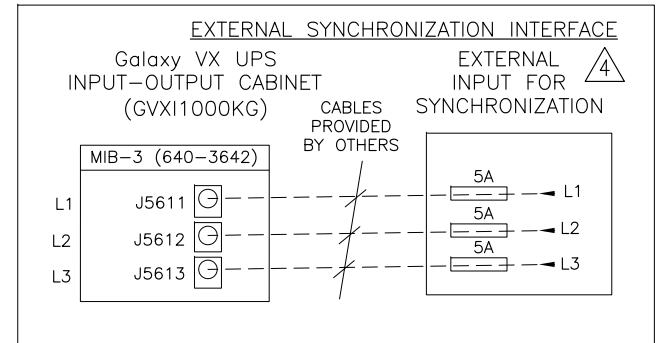 EXTERNAL SYNCHRONIZATION INTERFACE
Galaxy VX UPS
INPUT-OUTPUT CABINET
(GVXI1000KG)
CABLES
PROVIDED
BY OTHERS
EXTERNAL
INPUT FOR
SYNCHRONIZATION
4
MIB-3 (640-3642)
L1 J5611 5A L1
L2 J5612 5A L2
L3 J5613 5A L3